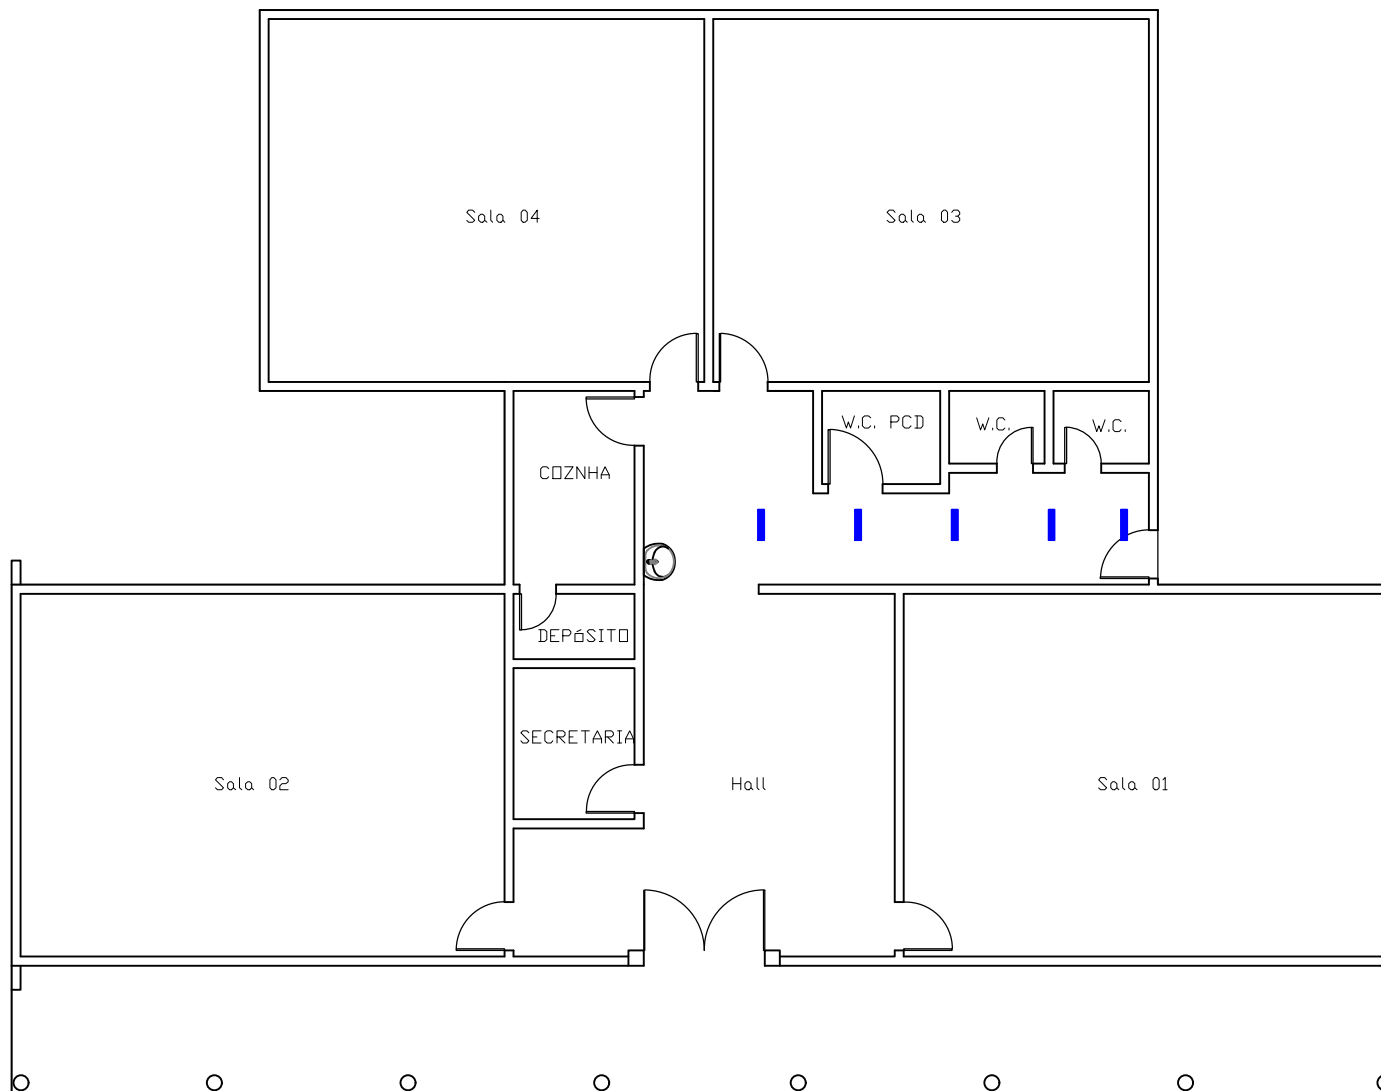 Sala 04
Sala 03
W.C. PCD
W.C.
W.C.
COZNHA
DEPóSITO
SECRETARIA
Sala 02
Hall
Sala 01